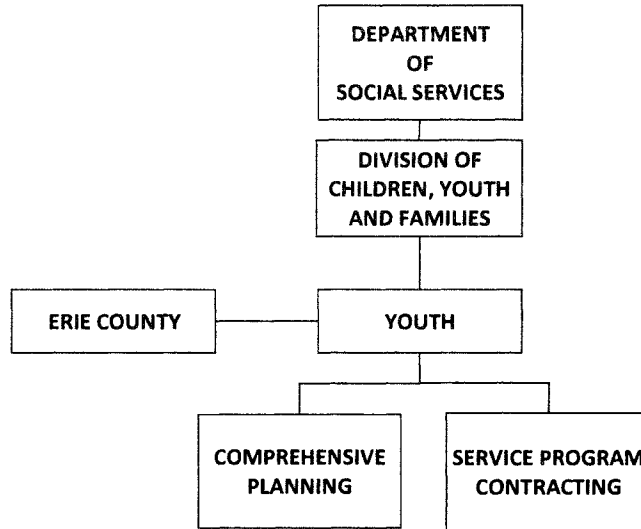 DEPARTMENT
OF
SOCIAL SERVICES
DIVISION OF
CHILDREN, YOUTH
AND FAMILIES
ERIE COUNTY
YOUTH
COMPREHENSIVE
PLANNING
SERVICE PROGRAM
CONTRACTING